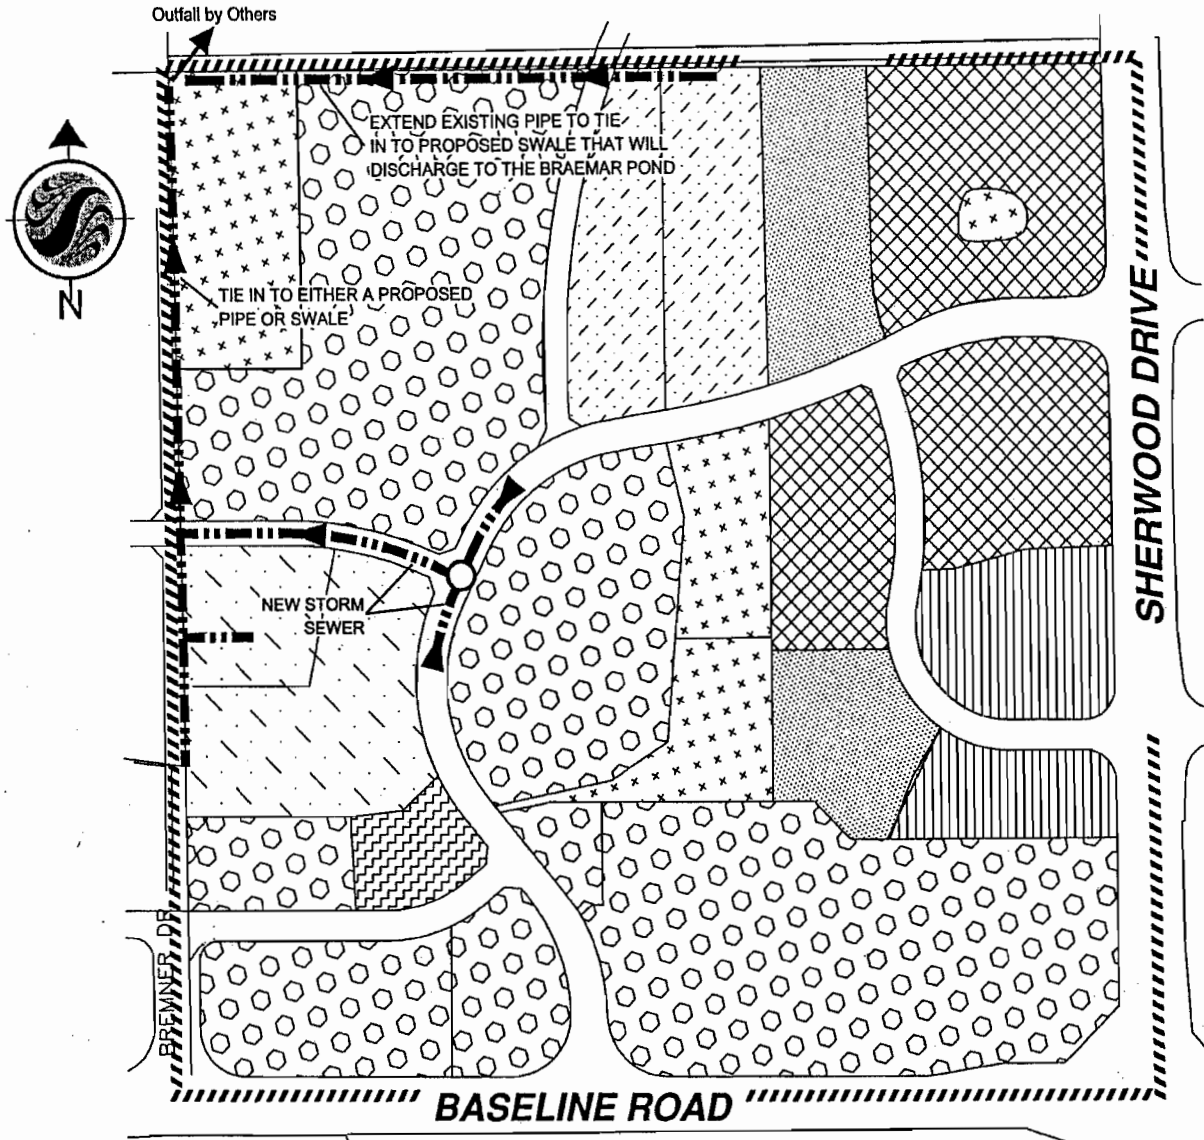 Outfall by Others
EXTEND EXISTING PIPE TO TIE
IN TO PROPOSED SWALE THAT WILL
DISCHARGE TO THE BRAEMAR POND
N
TIE IN TO EITHER A PROPOSED
PIPE OR SWALE
SHERWOOD DRIVE
NEW STORM
SEWER
BREMNER DR
BASELINE ROAD